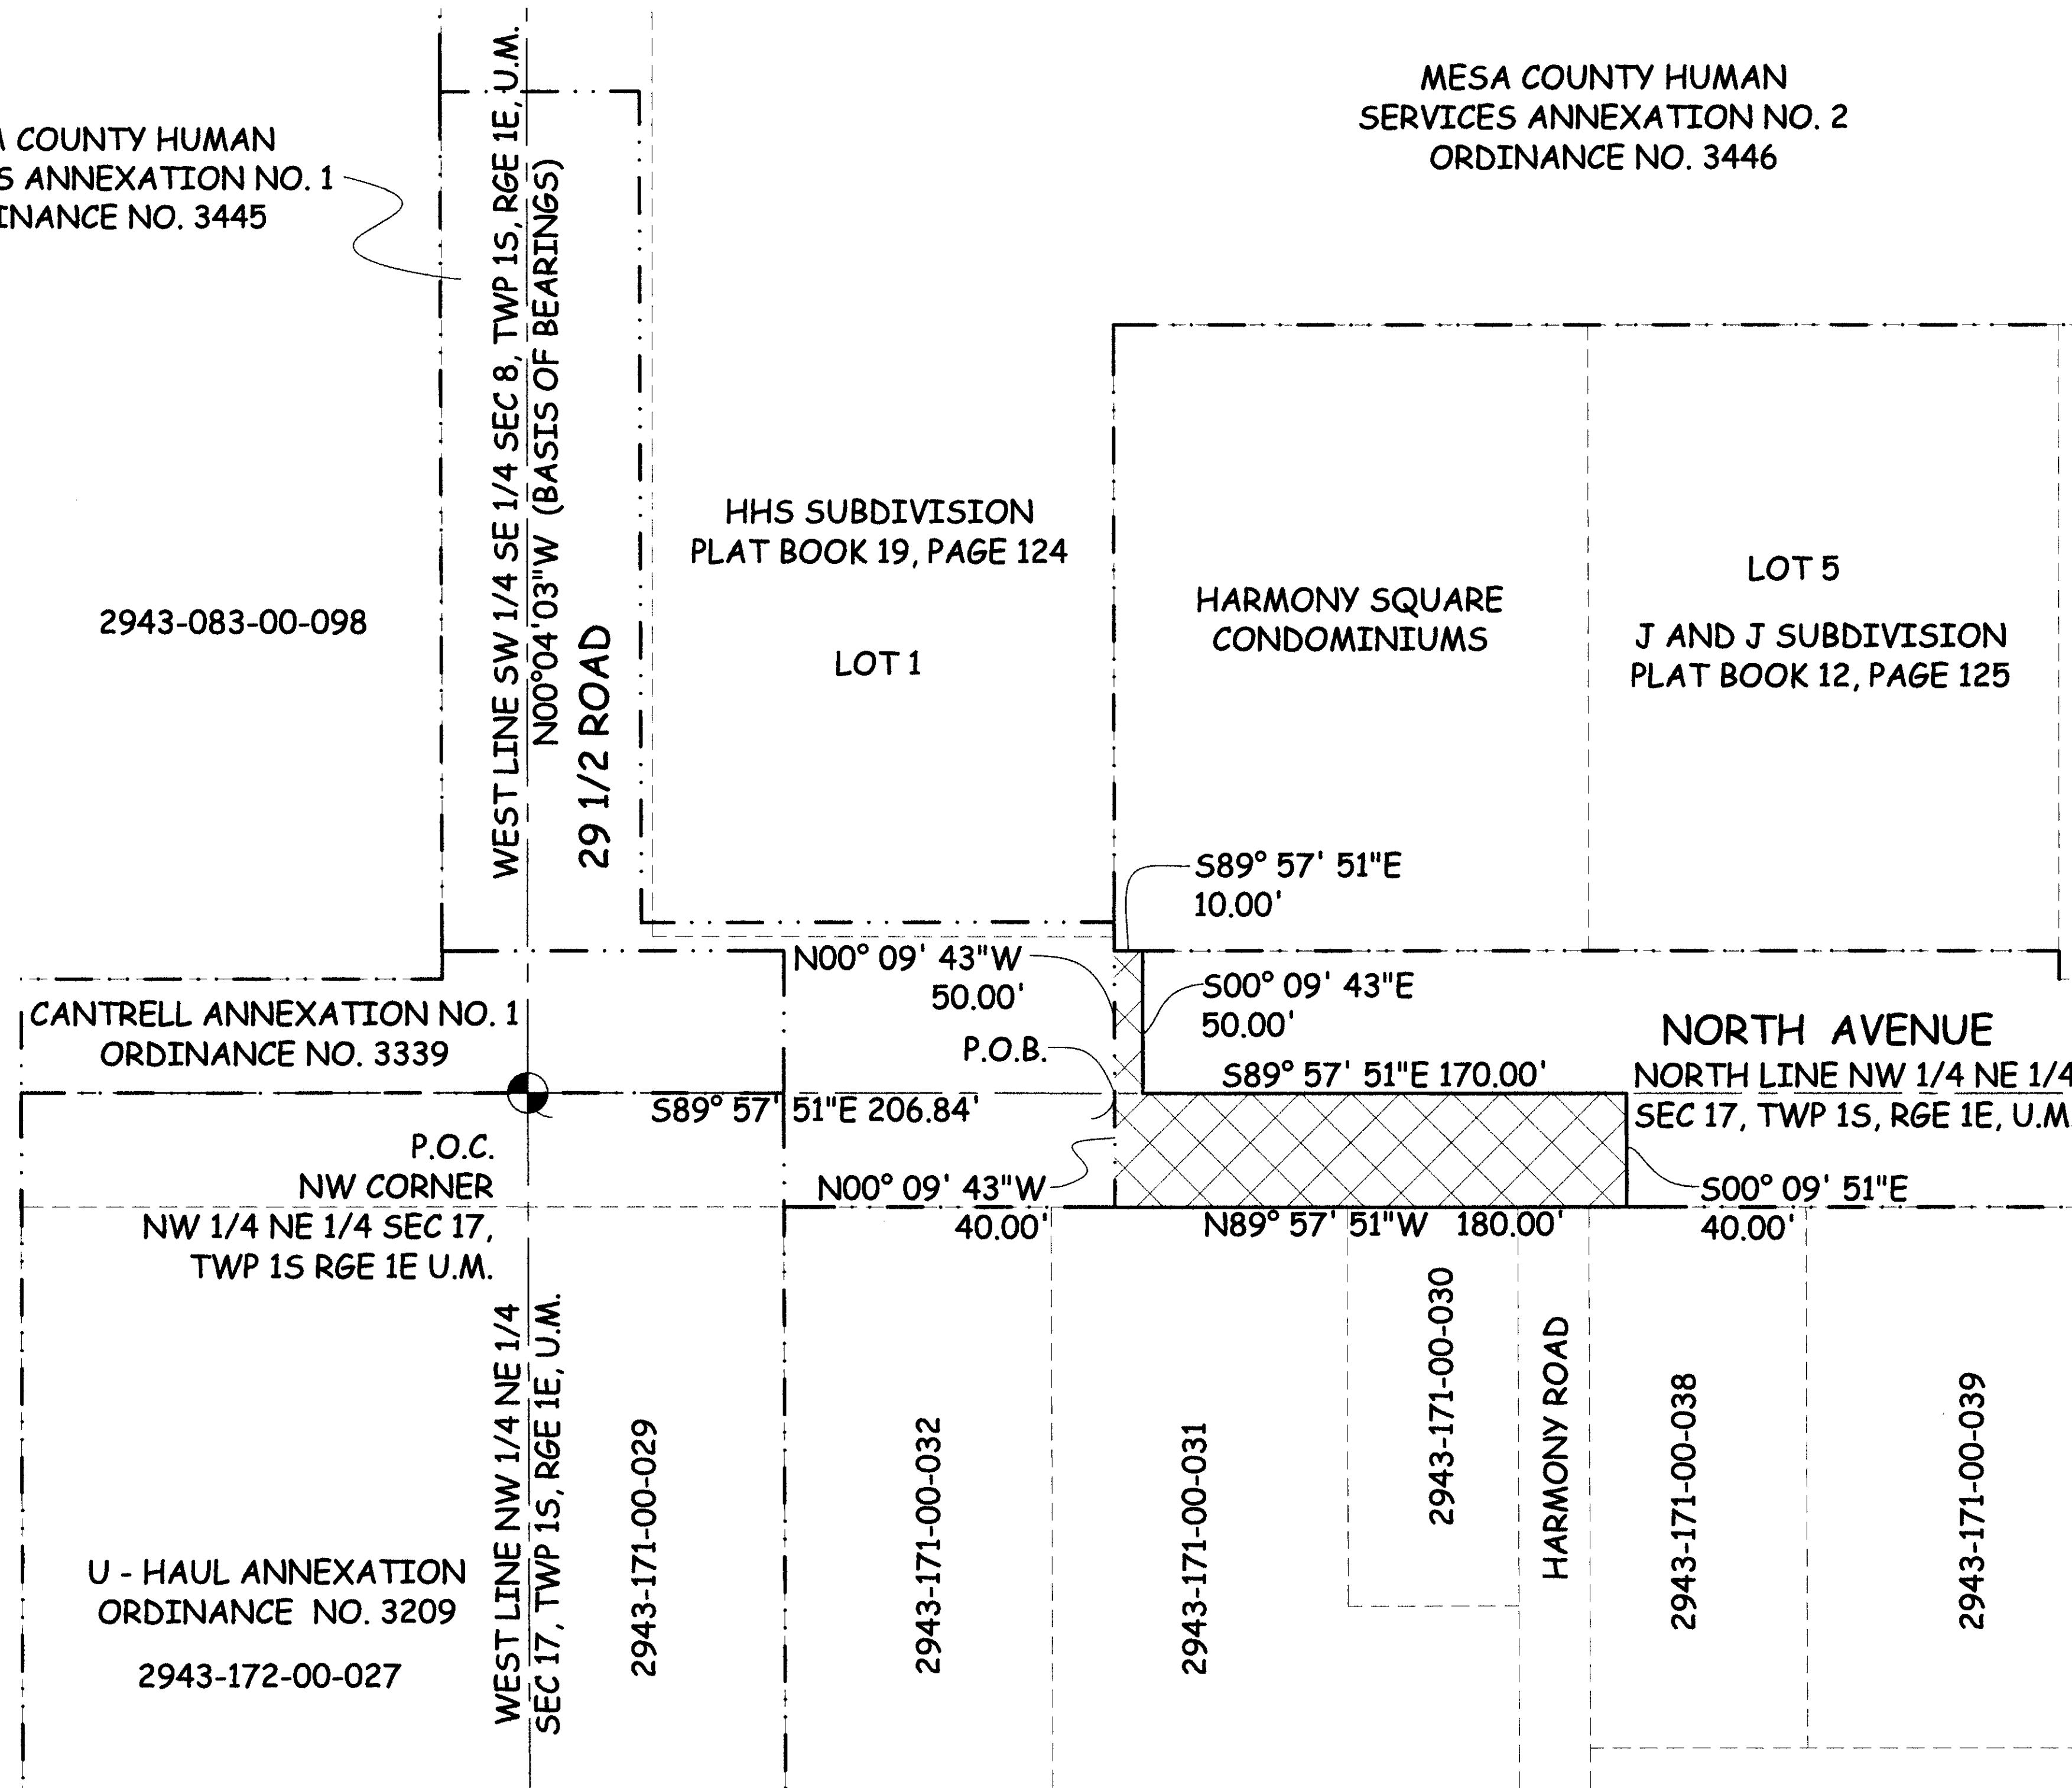 MESA COUNTY HUMAN
SERVICES ANNEXATION NO. 2
ORDINANCE NO. 3446
COUNTY HUMAN
S ANNEXATION NO. 1
INANCE NO. 3445
WEST LINE SW 1/4 SE 1/4 SEC 8, TWP 1S, RGE 1E, U.M.
N00°04'03"W (BASIS OF BEARINGS)
29 1/2 ROAD
2943-083-00-098
HHS SUBDIVISION
PLAT BOOK 19, PAGE 124
LOT 1
HARMONY SQUARE
CONDOMINIUMS
LOT 5
J AND J SUBDIVISION
PLAT BOOK 12, PAGE 125
S89° 57' 51"E
10.00'
N00° 09' 43"W
50.00'
S00° 09' 43"E
50.00'
CANTRELL ANNEXATION NO. 1
ORDINANCE NO. 3339
P.O.B.
NORTH AVENUE
S89° 57' 51"E 170.00'
NORTH LINE NW 1/4 NE 1/4
SEC 17, TWP 1S, RGE 1E, U.M
S89° 57' 51"E 206.84'
P.O.C.
NW CORNER
NW 1/4 NE 1/4 SEC 17,
TWP 1S RGE 1E U.M.
N00° 09' 43"W
40.00'
N89° 57' 51"W 180.00'
S00° 09' 51"E
40.00'
WEST LINE NW 1/4 NE 1/4
SEC 17, TWP 1S, RGE 1E, U.M.
2943-171-00-029
2943-171-00-032
2943-171-00-031
2943-171-00-030
HARMONY ROAD
2943-171-00-038
2943-171-00-039
U - HAUL ANNEXATION
ORDINANCE NO. 3209
2943-172-00-027